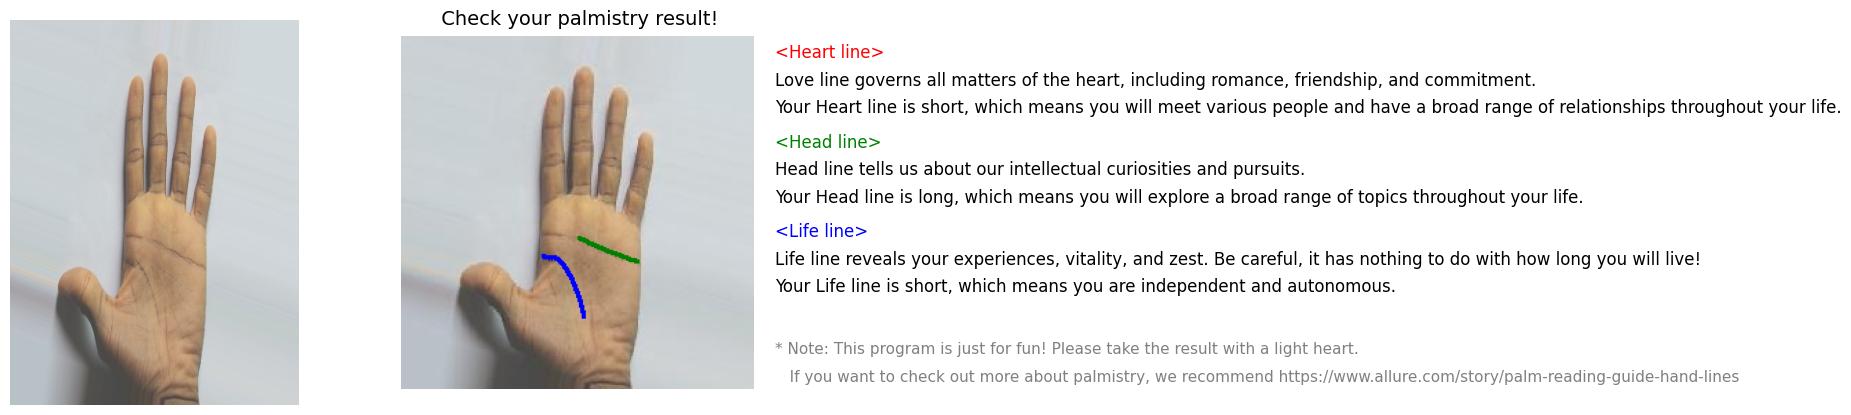 Check your palmistry result!
<Heart line>
Love line governs all matters of the heart, including romance, friendship, and commitment.
Your Heart line is short, which means you will meet various people and have a broad range of relationships throughout your life.
<Head line>
Head line tells us about our intellectual curiosities and pursuits.
Your Head line is long, which means you will explore a broad range of topics throughout your life.
<Life line>
Life line reveals your experiences, vitality, and zest. Be careful, it has nothing to do with how long you will live!
Your Life line is short, which means you are independent and autonomous.
* Note: This program is just for fun! Please take the result with a light heart.
If you want to check out more about palmistry, we recommend https://www.allure.com/story/palm-reading-guide-hand-lines